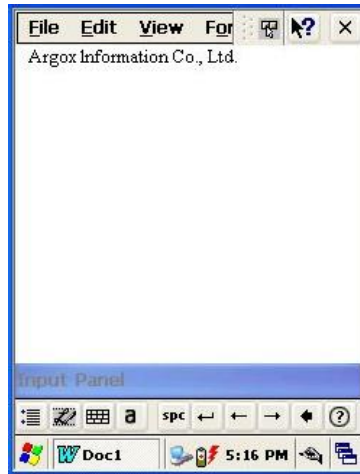 File Edit View For ? ×
Argox Information Co., Ltd.
Input Panel
a spc ← ← → ?
Doc1 5:16 PM